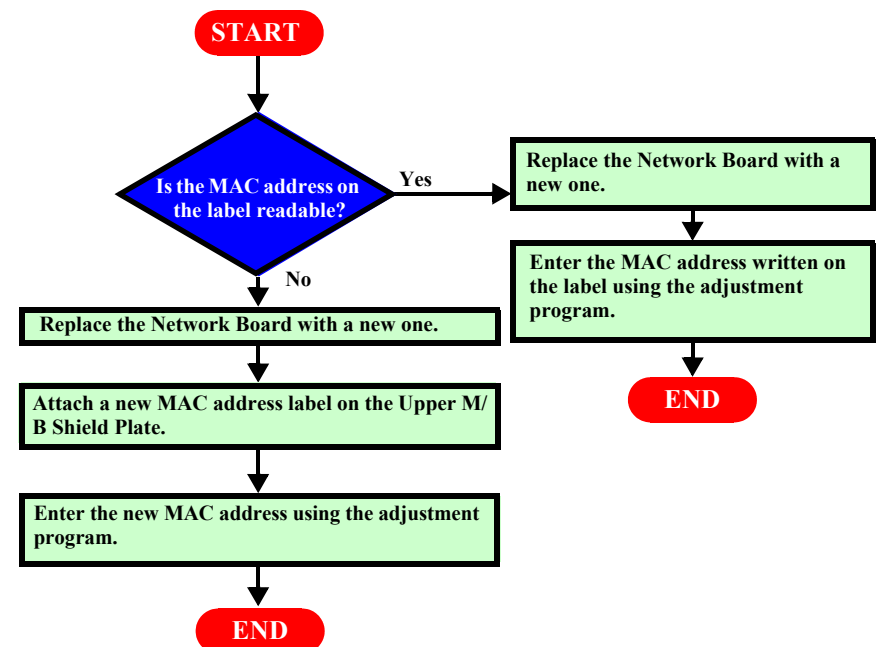 START
Is the MAC address on
the label readable?
Yes
Replace the Network Board with a
new one.
Enter the MAC address written on
the label using the adjustment
program.
END
No
Replace the Network Board with a new one.
Attach a new MAC address label on the Upper M/
B Shield Plate.
Enter the new MAC address using the adjustment
program.
END